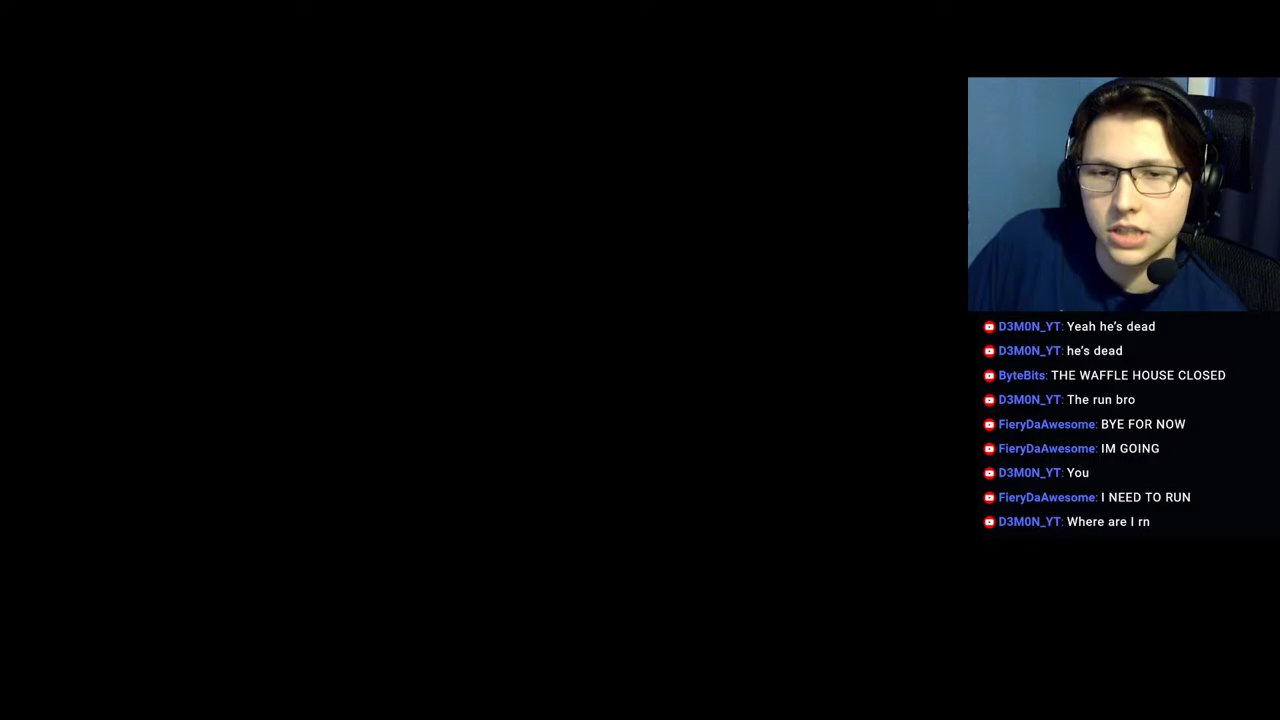 D3M0N_YT: Yeah he's dead
D3M0N_YT: he's dead
ByteBits: THE WAFFLE HOUSE CLOSED
D3M0N_YT: The run bro
FieryDaAwesome: BYE FOR NOW
FieryDaAwesome: IM GOING
D3M0N_YT: You
FieryDaAwesome: I NEED TO RUN
D3M0N_YT: Where are I rn